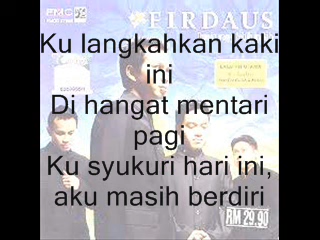 FIRDAUS
Ku langkahkan kaki
ini
Di hangat mentari
pagi
Ku syukuri hari ini,
aku masih berdiri
RM 29.90